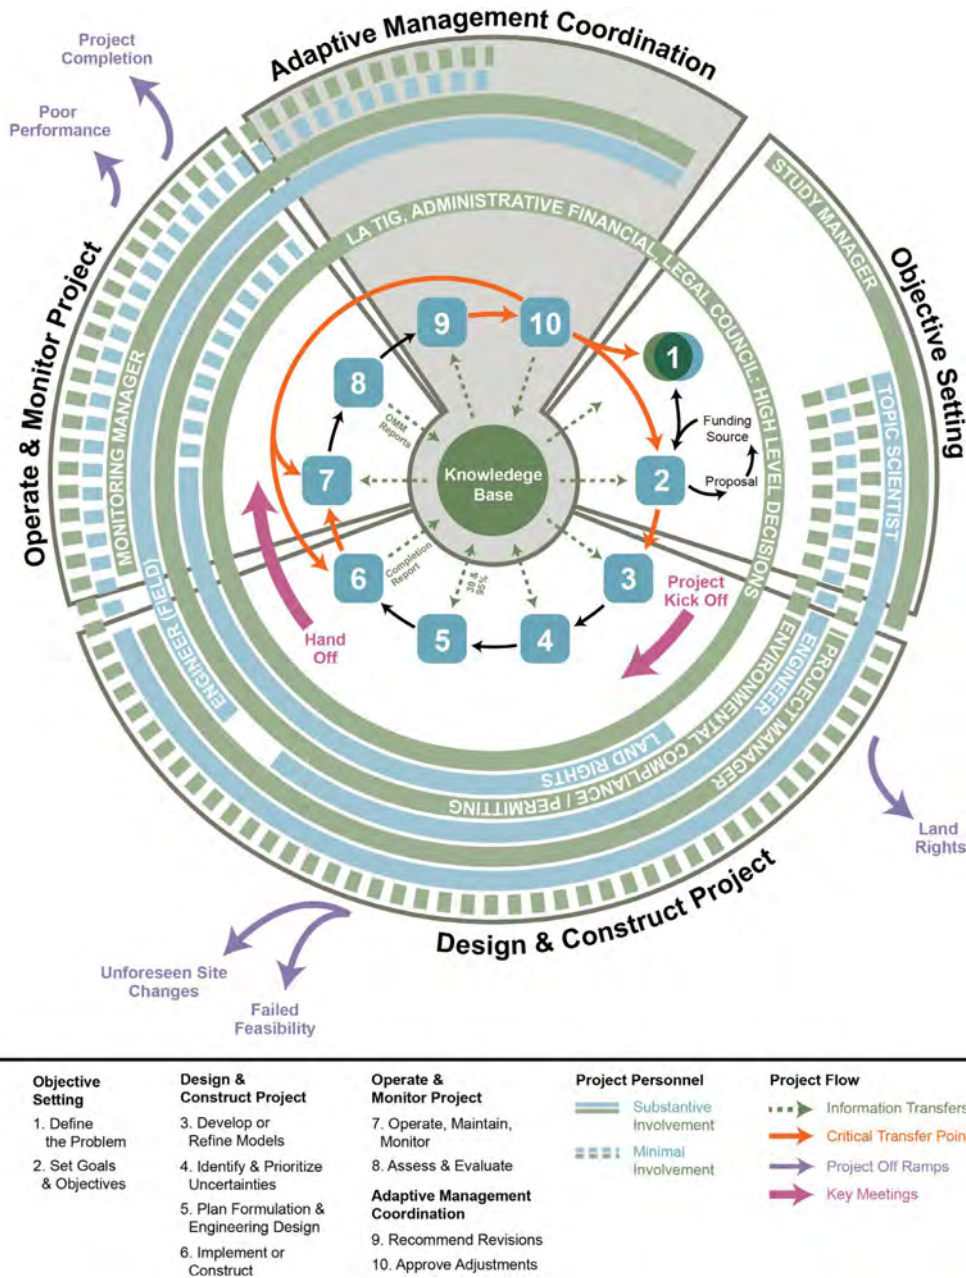 Project
Completion
Poor
Performance
Adaptive Management Coordination
Operate & Monitor Project
Objective Setting
Design & Construct Project
STUDY MANAGER
TOPIC SCIENTIST
LA TIG, ADMINISTRATIVE FINANCIAL, LEGAL COUNCIL: HIGH LEVEL DECISIONS
MONITORING MANAGER
ENGINEER (FIELD)
PROJECT MANAGER
ENGINEER
ENVIRONMENTAL COMPLIANCE / PERMITTING
LAND RIGHTS
9
10
1
8
OMM
Reports
Funding
Source
Knowledege
Base
7
2
Proposal
Completion
Report
30 &
95%
6
3
Project
Kick Off
5
4
Hand
Off
Land
Rights
Unforeseen Site
Changes
Failed
Feasibility
Objective
Setting
1. Define
the Problem
2. Set Goals
& Objectives
Design &
Construct Project
3. Develop or
Refine Models
4. Identify & Prioritize
Uncertainties
5. Plan Formulation &
Engineering Design
6. Implement or
Construct
Operate &
Monitor Project
7. Operate, Maintain,
Monitor
8. Assess & Evaluate
Adaptive Management
Coordination
9. Recommend Revisions
10. Approve Adjustments
Project Personnel
Substantive
Involvement
Minimal
Involvement
Project Flow
Information Transfers
Critical Transfer Poin
Project Off Ramps
Key Meetings